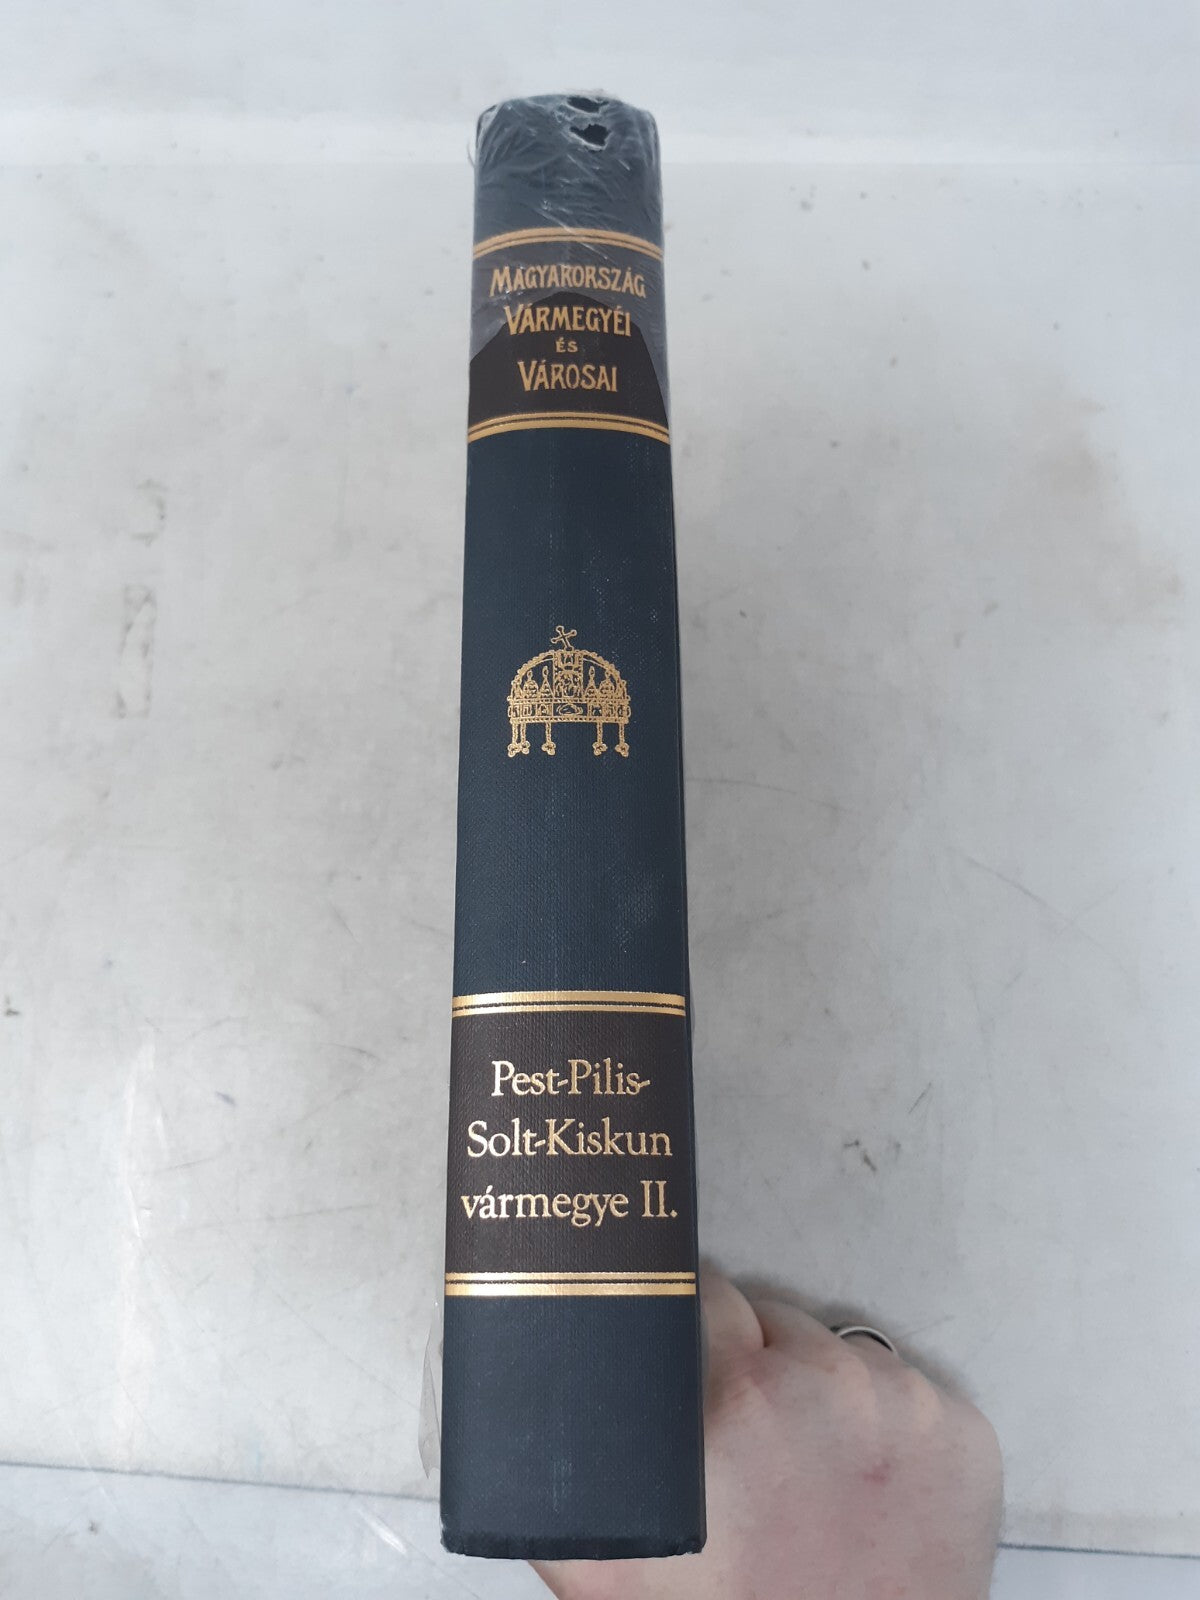 MAGYARORSZÁG
VÁRMEGYÉI
ÉS
VÁROSAI
Pest-Pilis-
Solt-Kiskun
vármegye II.